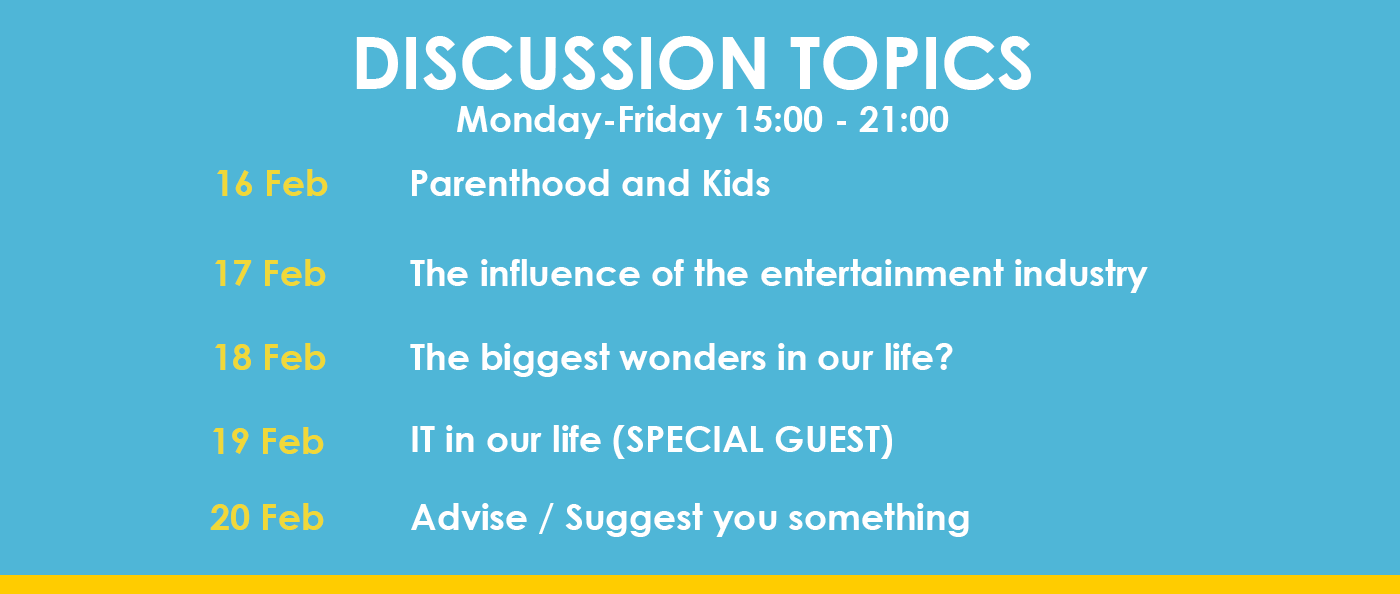 DISCUSSION TOPICS
Monday-Friday 15:00 - 21:00
16 Feb Parenthood and Kids
17 Feb The influence of the entertainment industry
18 Feb The biggest wonders in our life?
19 Feb IT in our life (SPECIAL GUEST)
20 Feb Advise / Suggest you something